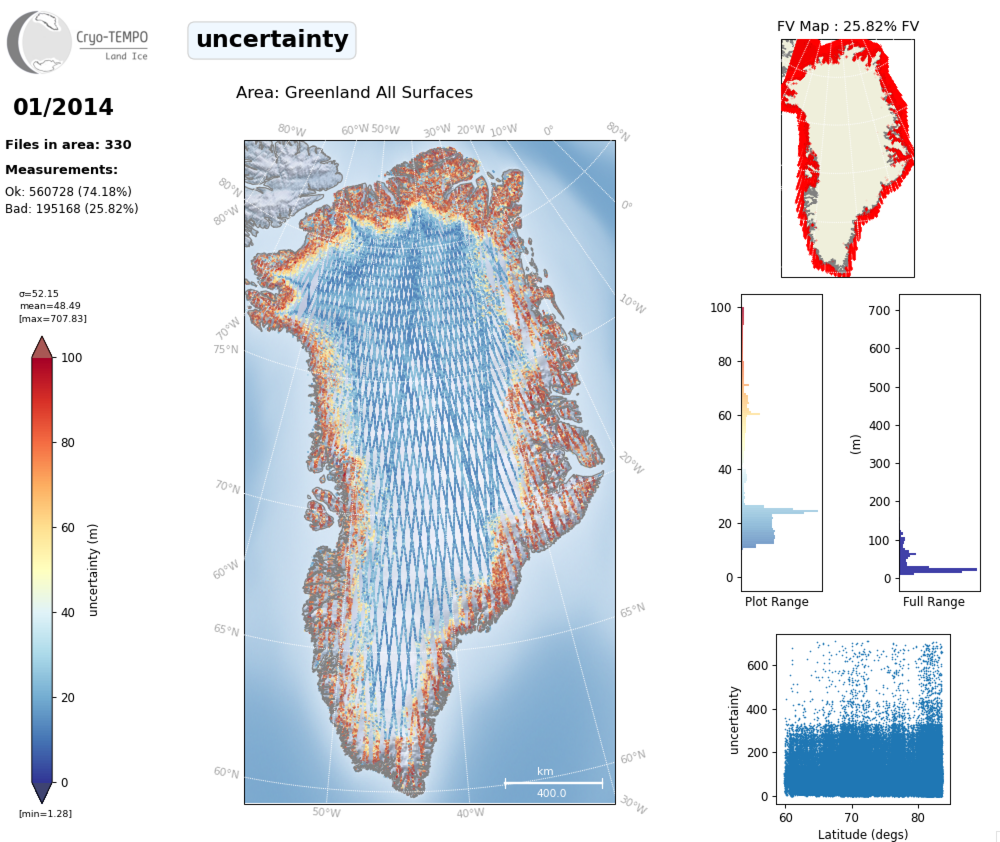 Cryo-TEMPO
Land Ice
uncertainty
01/2014
Area: Greenland All Surfaces
Files in area: 330
Measurements:
Ok: 560728 (74.18%)
Bad: 195168 (25.82%)
σ=52.15
mean=48.49
[max=707.83]
100
80
60
40
20
0
uncertainty (m)
[min=1.28]
80°W
60°W
50°W
30°W
20°W
10°W
0°
80°N
80°N
80°W
70°W
75°N
70°N
60°W
65°N
60°N
0°
10°W
20°W
65°N
60°N
30°W
50°W
40°W
km
400.0
FV Map : 25.82% FV
100
80
60
40
20
0
Plot Range
700
600
500
400
300
200
100
0
(m)
Full Range
600
400
200
0
uncertainty
60
70
80
Latitude (degs)